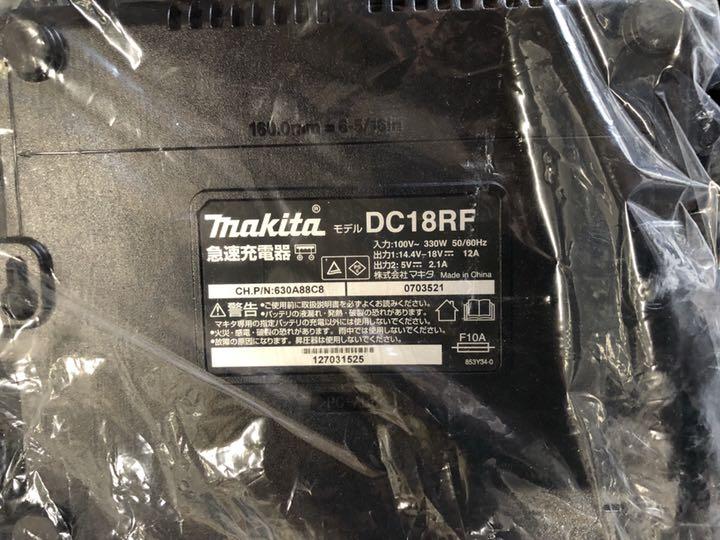 160.0mm = 6-5/16in
makita® モデル DC18RF
急速充電器
入力:100V~ 330W 50/60Hz
出力1:14.4V-18V⎓ 12A
出力2: 5V⎓ 2.1A
株式会社マキタ Made in China
CH.P/N:630A88C8 0703521
⚠警告 •ご使用前に取扱説明書を必ずよくお読みください。
•バッテリの液漏れ・発熱・破裂の恐れがあります。
マキタ専用の指定バッテリの充電以外には使用しないでください。
•火災・感電・破裂の恐れがあります。雨中では使用しないでください。
•故障の原因になります。昇圧器は使用しないでください。
F10A
127031525
853Y34-0